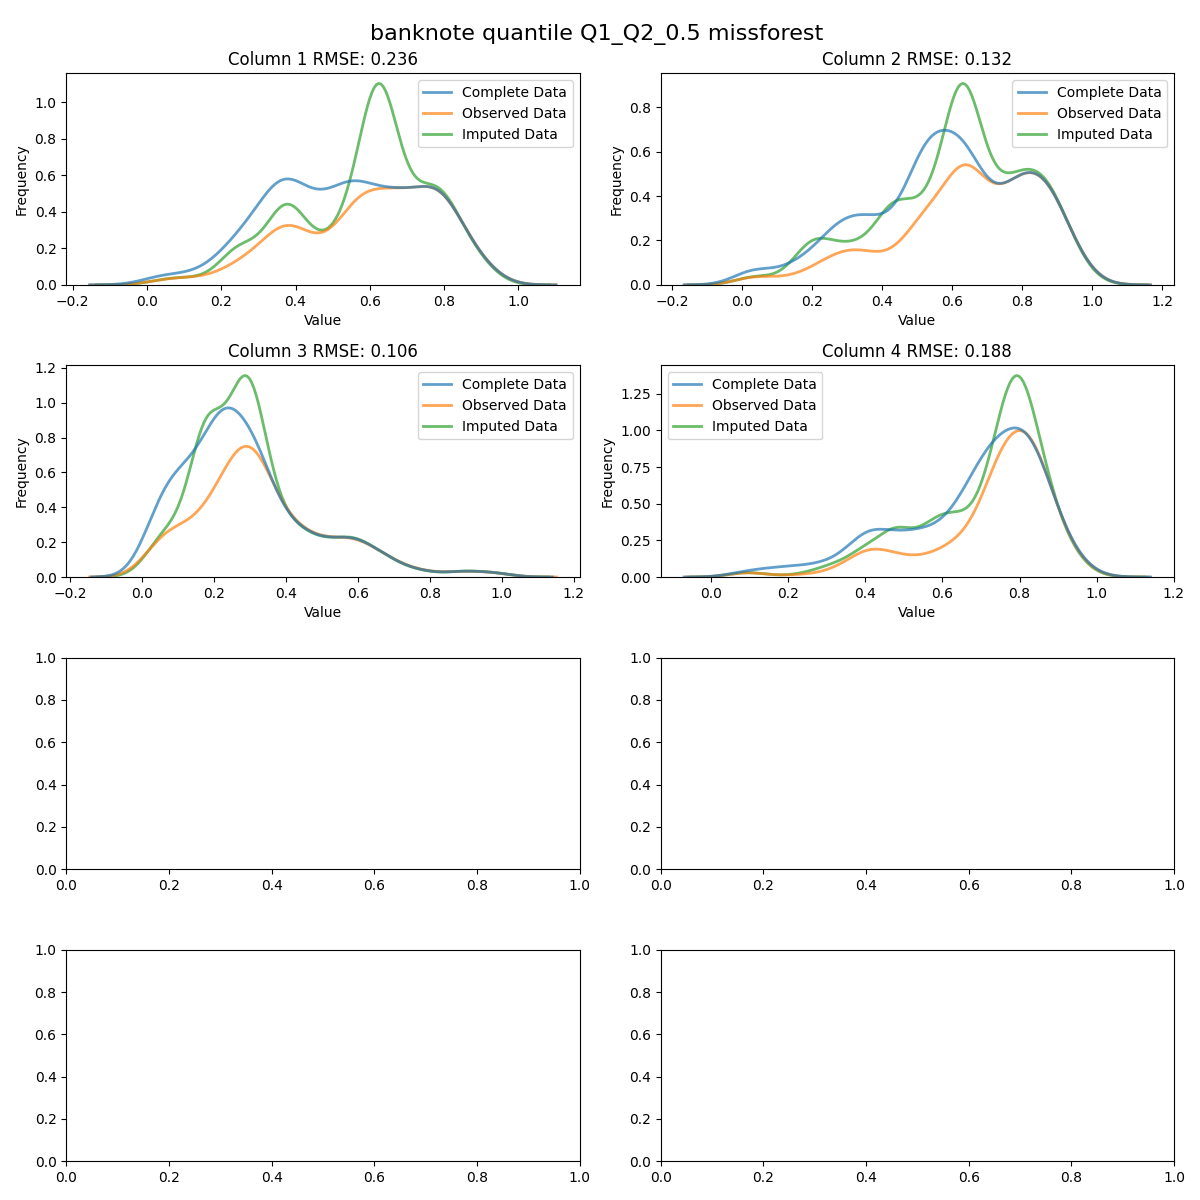 banknote quantile Q1_Q2_0.5 missforest
Column 1 RMSE: 0.236
Complete Data
Observed Data
Imputed Data
Frequency
0.0
0.2
0.4
0.6
0.8
1.0
−0.2 0.0 0.2 0.4 0.6 0.8 1.0
Value
Column 2 RMSE: 0.132
Complete Data
Observed Data
Imputed Data
Frequency
0.0
0.2
0.4
0.6
0.8
−0.2 0.0 0.2 0.4 0.6 0.8 1.0 1.2
Value
Column 3 RMSE: 0.106
Complete Data
Observed Data
Imputed Data
Frequency
0.0
0.2
0.4
0.6
0.8
1.0
1.2
−0.2 0.0 0.2 0.4 0.6 0.8 1.0 1.2
Value
Column 4 RMSE: 0.188
Complete Data
Observed Data
Imputed Data
Frequency
0.00
0.25
0.50
0.75
1.00
1.25
0.0 0.2 0.4 0.6 0.8 1.0 1.2
Value
1.0
0.8
0.6
0.4
0.2
0.0
0.0 0.2 0.4 0.6 0.8 1.0
1.0
0.8
0.6
0.4
0.2
0.0
0.0 0.2 0.4 0.6 0.8 1.0
1.0
0.8
0.6
0.4
0.2
0.0
0.0 0.2 0.4 0.6 0.8 1.0
1.0
0.8
0.6
0.4
0.2
0.0
0.0 0.2 0.4 0.6 0.8 1.0